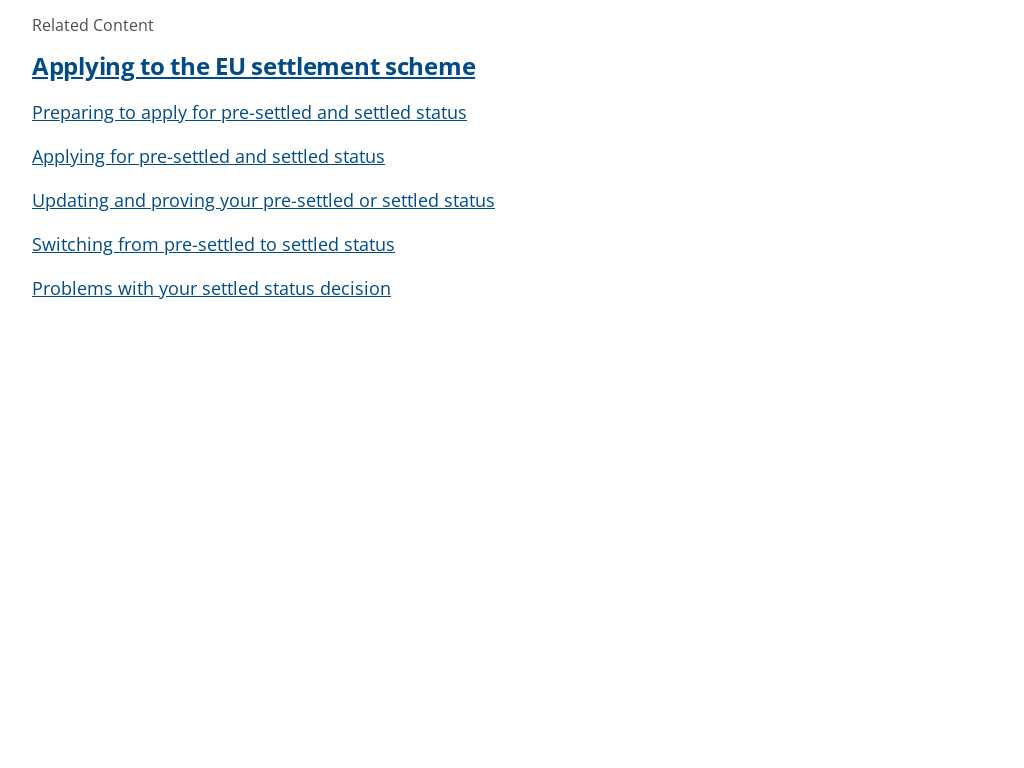 Related Content
Applying to the EU settlement scheme
Preparing to apply for pre-settled and settled status
Applying for pre-settled and settled status
Updating and proving your pre-settled or settled status
Switching from pre-settled to settled status
Problems with your settled status decision